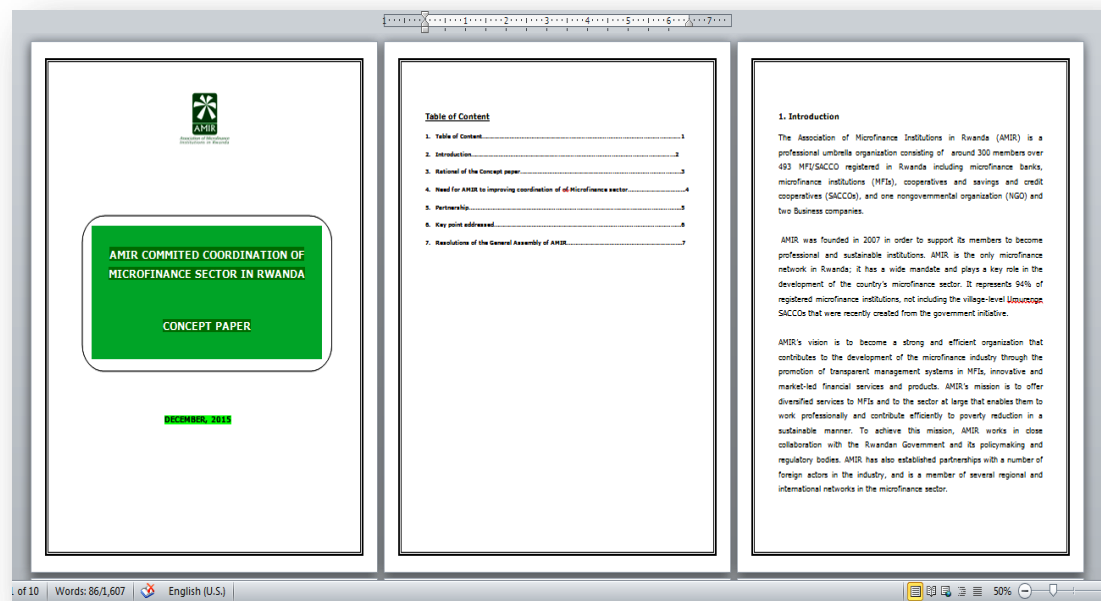 1 1 2 3 4 5 6 7
AMIR
Association of Microfinance
Institutions in Rwanda
AMIR COMMITED COORDINATION OF
MICROFINANCE SECTOR IN RWANDA
CONCEPT PAPER
DECEMBER, 2015
Table of Content
1. Table of Content.....1
2. Introduction.....2
3. Rational of the Concept paper.....3
4. Need for AMIR to improving coordination of of Microfinance sector.....4
5. Partnership.....5
6. Key point addressed.....6
7. Resolutions of the General Assembly of AMIR.....7
1. Introduction
The Association of Microfinance Institutions in Rwanda (AMIR) is a
professional umbrella organization consisting of around 300 members over
493 MFI/SACCO registered in Rwanda including microfinance banks,
microfinance institutions (MFIs), cooperatives and savings and credit
cooperatives (SACCOs), and one nongovernmental organization (NGO) and
two Business companies.
AMIR was founded in 2007 in order to support its members to become
professional and sustainable institutions. AMIR is the only microfinance
network in Rwanda; it has a wide mandate and plays a key role in the
development of the country's microfinance sector. It represents 94% of
registered microfinance institutions, not including the village-level Umurenge
SACCOs that were recently created from the government initiative.
AMIR's vision is to become a strong and efficient organization that
contributes to the development of the microfinance industry through the
promotion of transparent management systems in MFIs, innovative and
market-led financial services and products. AMIR's mission is to offer
diversified services to MFIs and to the sector at large that enables them to
work professionally and contribute efficiently to poverty reduction in a
sustainable manner. To achieve this mission, AMIR works in close
collaboration with the Rwandan Government and its policymaking and
regulatory bodies. AMIR has also established partnerships with a number of
foreign actors in the industry, and is a member of several regional and
international networks in the microfinance sector.
of 10 Words: 86/1,607 English (U.S.) 50%